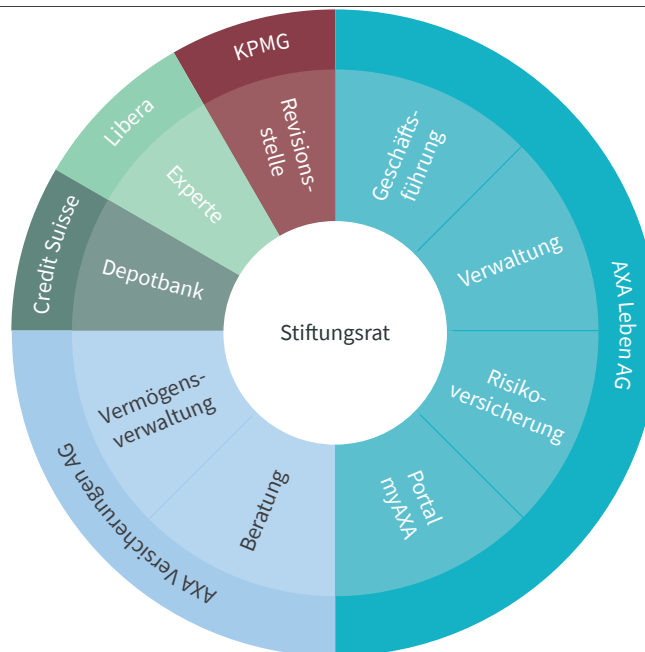 KPMG
Revisions-
stelle
Libera
Experte
Credit Suisse
Depotbank
AXA Versicherungen AG
Vermögens-
verwaltung
Beratung
Stiftungsrat
AXA Leben AG
Geschäfts-
führung
Verwaltung
Risiko-
versicherung
Portal
myAXA